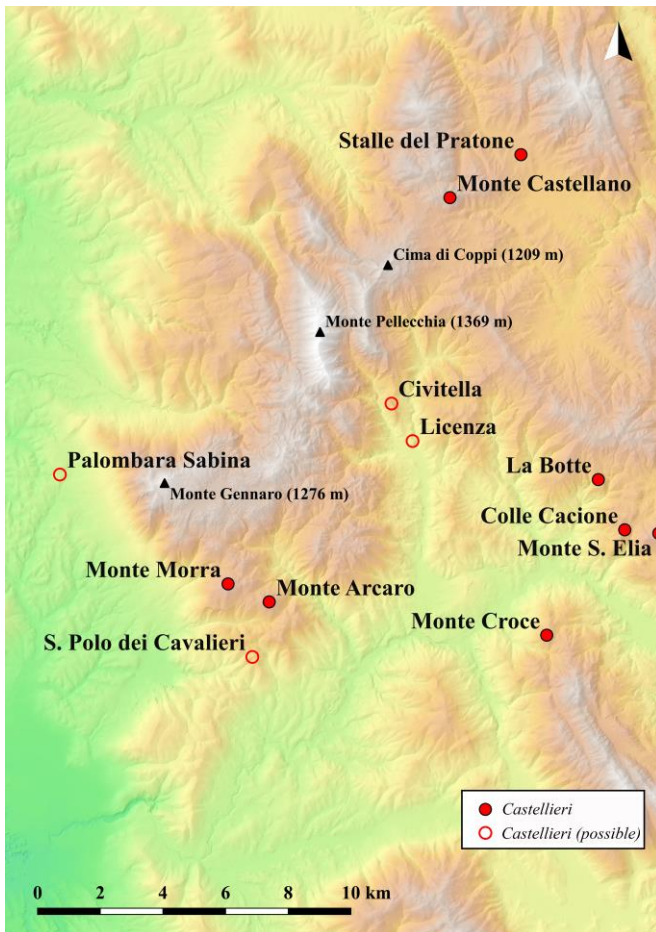 Stalle del Pratone
Monte Castellano
Cima di Coppi (1209 m)
Monte Pellecchia (1369 m)
Civitella
Licenza
Palombara Sabina
La Botte
Monte Gennaro (1276 m)
Colle Cacione
Monte S. Elia
Monte Morra
Monte Arcaro
Monte Croce
S. Polo dei Cavalieri
Castellieri
Castellieri (possible)
0 2 4 6 8 10 km